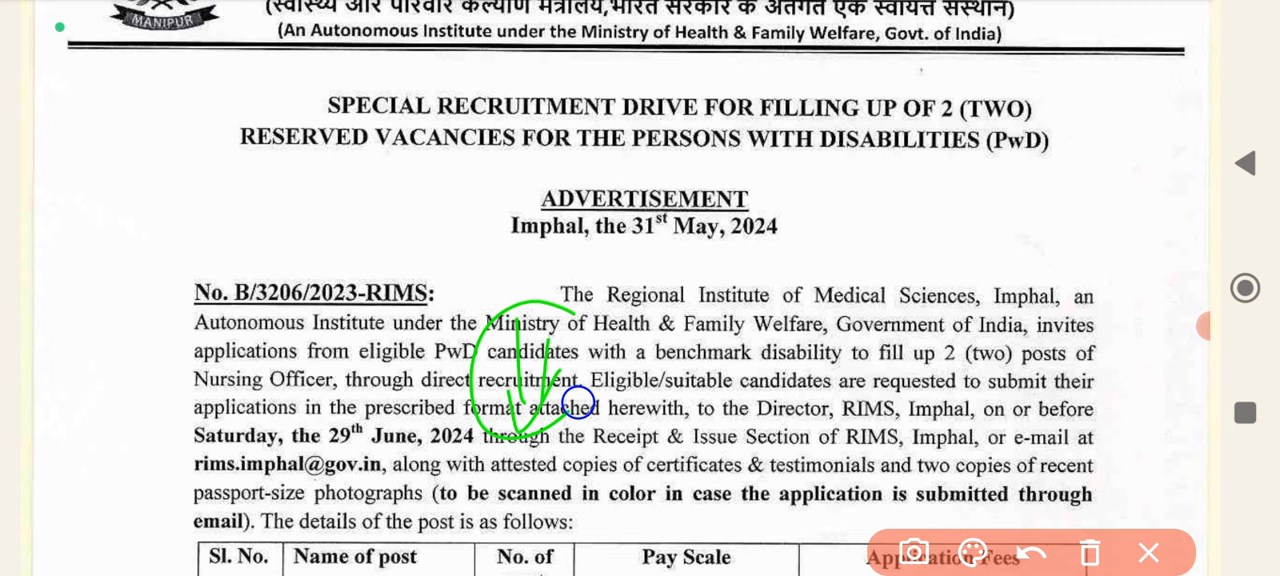 MANIPUR
(स्वास्थ्य और परिवार कल्याण मंत्रालय,भारत सरकार के अंतर्गत एक स्वायत्त संस्थान)
(An Autonomous Institute under the Ministry of Health & Family Welfare, Govt. of India)
SPECIAL RECRUITMENT DRIVE FOR FILLING UP OF 2 (TWO)
RESERVED VACANCIES FOR THE PERSONS WITH DISABILITIES (PwD)
ADVERTISEMENT
Imphal, the 31st May, 2024
No. B/3206/2023-RIMS: The Regional Institute of Medical Sciences, Imphal, an
Autonomous Institute under the Ministry of Health & Family Welfare, Government of India, invites
applications from eligible PwD candidates with a benchmark disability to fill up 2 (two) posts of
Nursing Officer, through direct recruitment. Eligible/suitable candidates are requested to submit their
applications in the prescribed format attached herewith, to the Director, RIMS, Imphal, on or before
Saturday, the 29th June, 2024 through the Receipt & Issue Section of RIMS, Imphal, or e-mail at
rims.imphal@gov.in, along with attested copies of certificates & testimonials and two copies of recent
passport-size photographs (to be scanned in color in case the application is submitted through
email). The details of the post is as follows:
Sl. No. Name of post No. of Pay Scale Application Fees